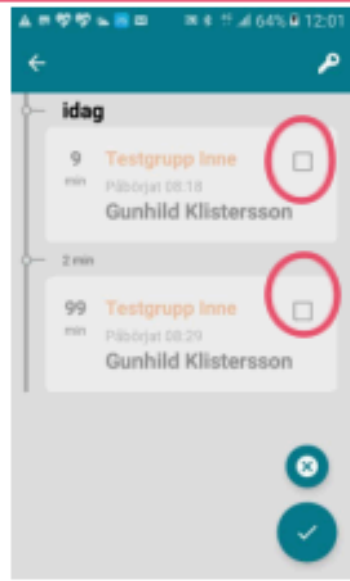 64% 12:01
idag
9 Testgrupp Inne
min Påbörjat 08:18
Gunhild Klistersson
2 min
99 Testgrupp Inne
min Påbörjat 08:29
Gunhild Klistersson